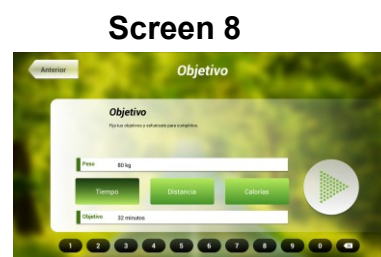 Screen 8
Anterior
Objetivo
Objetivo
Fija tus objetivos y esfuérzate para cumplirlos.
Peso 80 kg
Tiempo Distancia Calorías
Objetivo 32 minutos
1 2 3 4 5 6 7 8 9 0